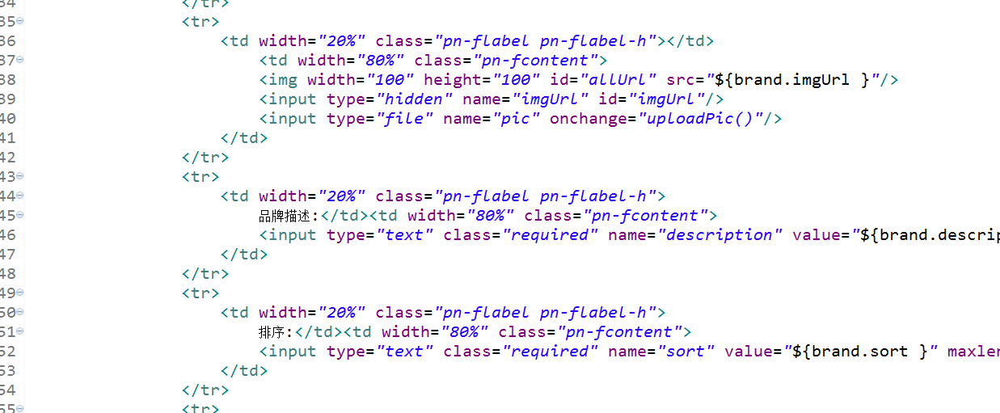 34 </tr>
35 <tr>
36 <td width="20%" class="pn-flabel pn-flabel-h"></td>
37 <td width="80%" class="pn-fcontent">
38 <img width="100" height="100" id="allUrl" src="${brand.imgUrl }"/>
39 <input type="hidden" name="imgUrl" id="imgUrl"/>
40 <input type="file" name="pic" onchange="uploadPic()"/>
41 </td>
42 </tr>
43 <tr>
44 <td width="20%" class="pn-flabel pn-flabel-h">
45 品牌描述:</td><td width="80%" class="pn-fcontent">
46 <input type="text" class="required" name="description" value="${brand.descrip
47 </td>
48 </tr>
49 <tr>
50 <td width="20%" class="pn-flabel pn-flabel-h">
51 排序:</td><td width="80%" class="pn-fcontent">
52 <input type="text" class="required" name="sort" value="${brand.sort }" maxlen
53 </td>
54 </tr>
55 <tr>